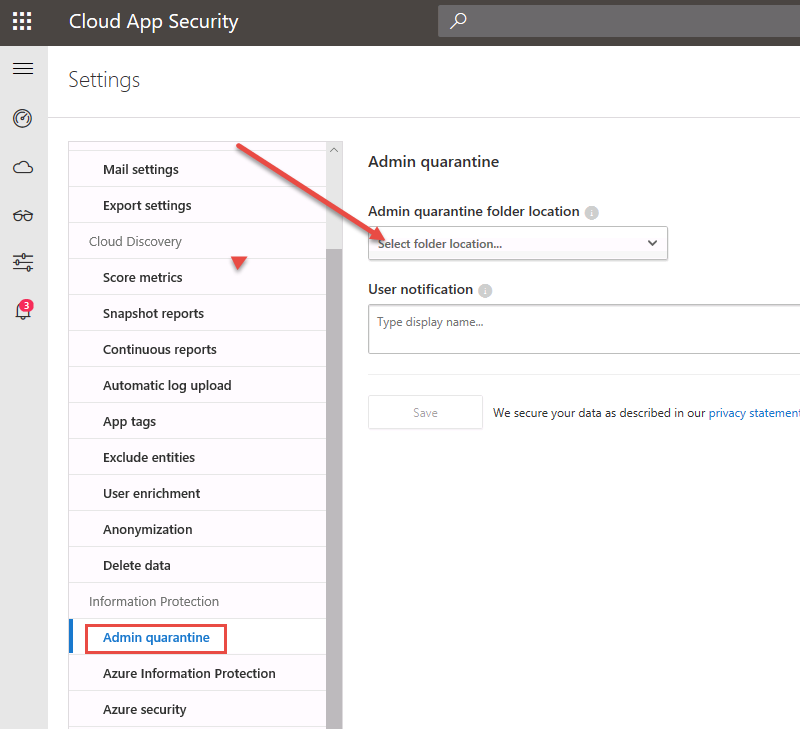 Cloud App Security
Settings
Mail settings
Export settings
Cloud Discovery
Score metrics
Snapshot reports
Continuous reports
Automatic log upload
App tags
Exclude entities
User enrichment
Anonymization
Delete data
Information Protection
Admin quarantine
Azure Information Protection
Azure security
3
Admin quarantine
Admin quarantine folder location
Select folder location...
User notification
Type display name...
Save
We secure your data as described in our privacy statement